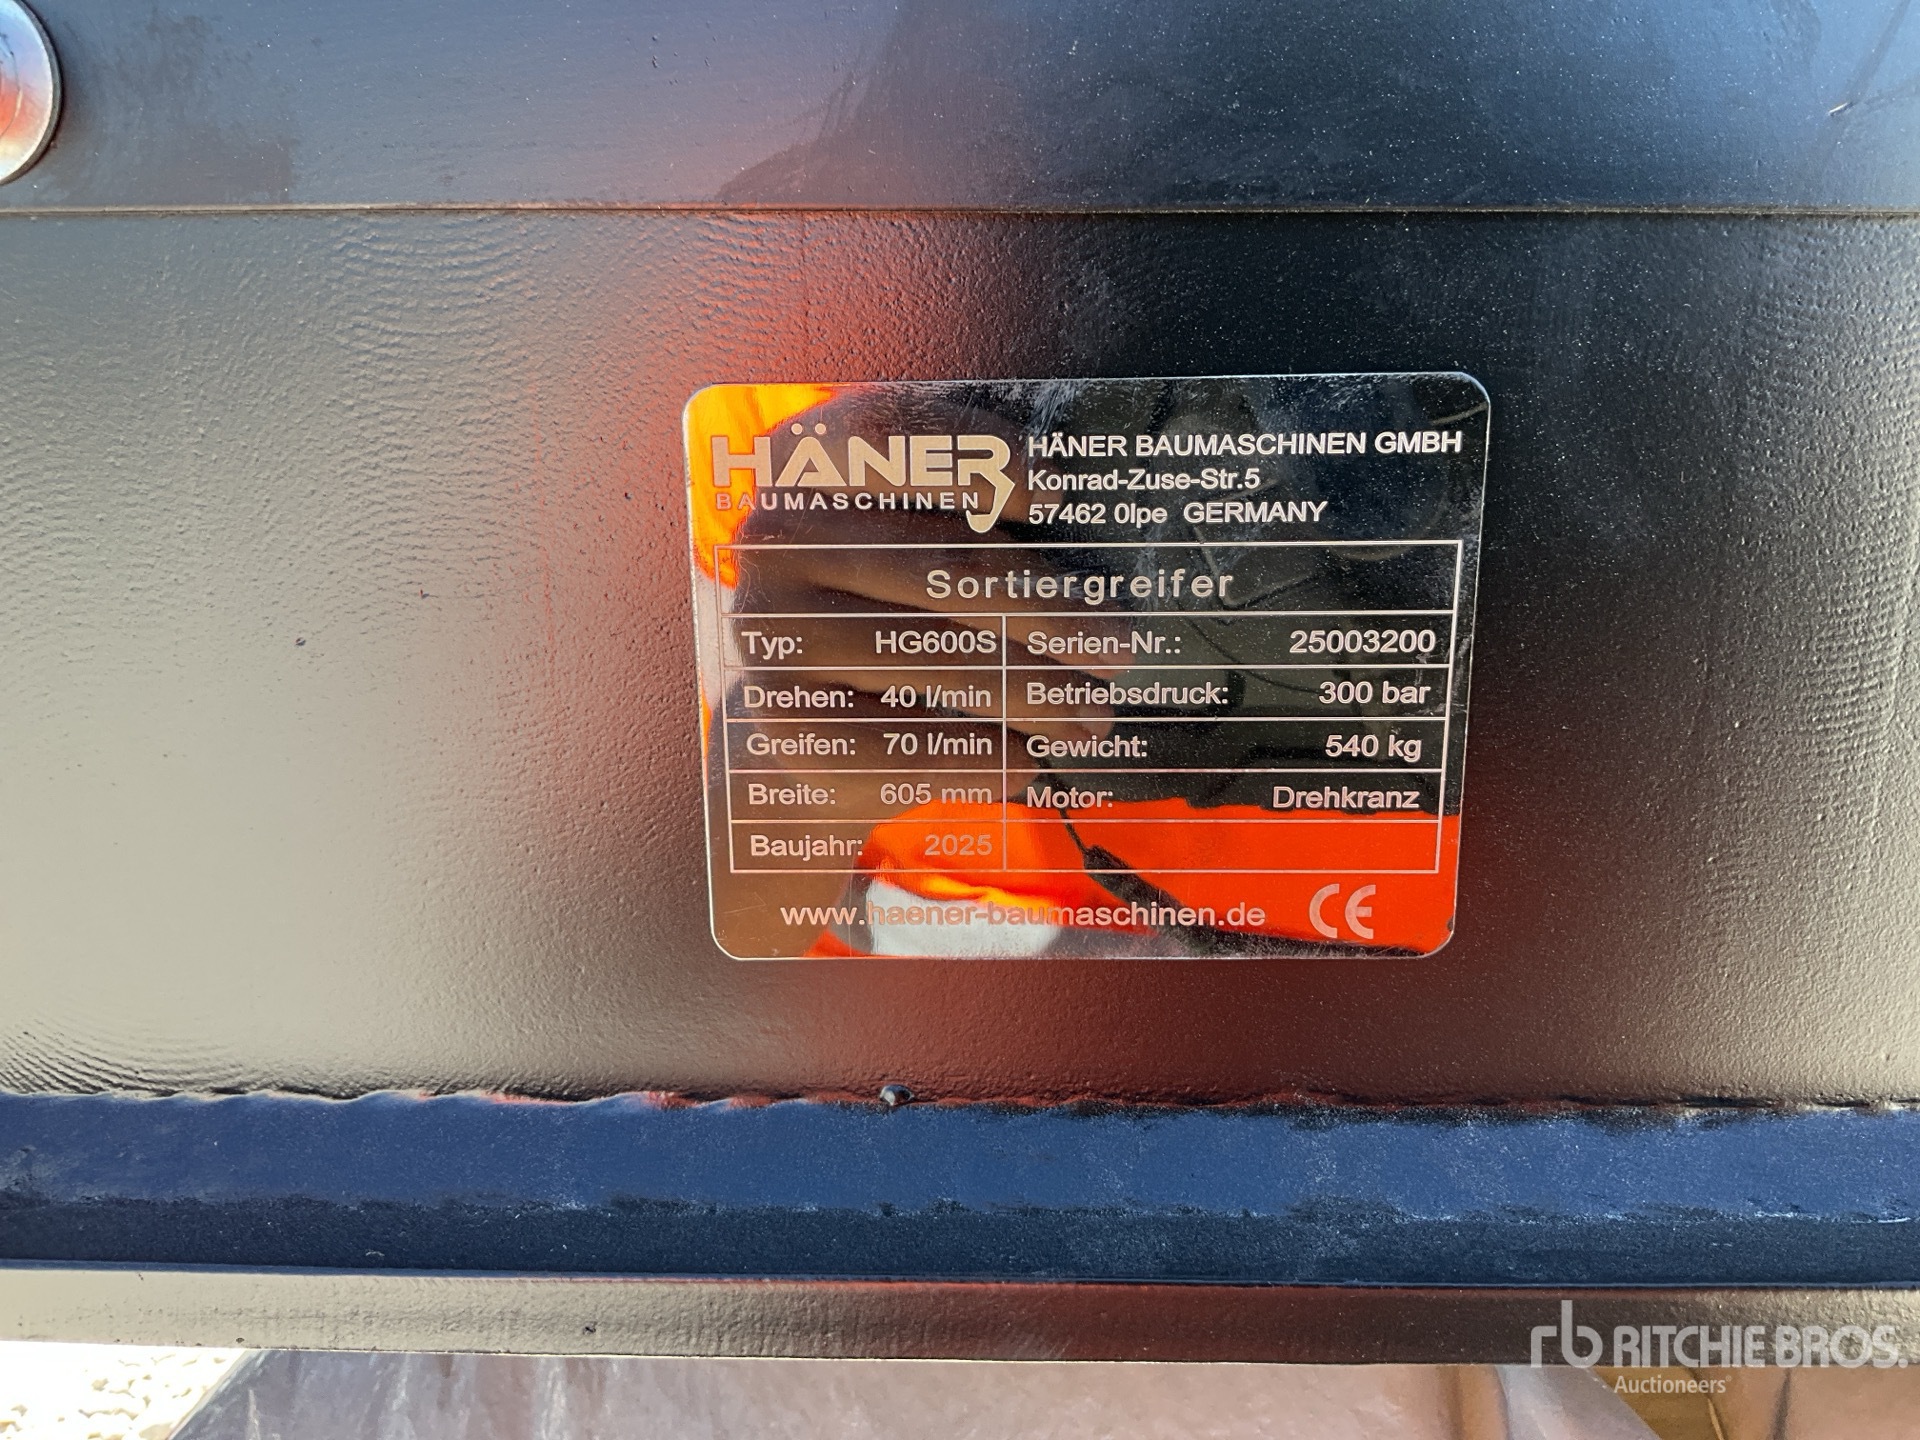 HÄNER
BAUMASCHINEN
HÄNER BAUMASCHINEN GMBH
Konrad-Zuse-Str.5
57462 Olpe GERMANY
Sortiergreifer
Typ: HG600S Serien-Nr.: 25003200
Drehen: 40 l/min Betriebsdruck: 300 bar
Greifen: 70 l/min Gewicht: 540 kg
Breite: 605 mm Motor: Drehkranz
Baujahr: 2025
www.haener-baumaschinen.de CE
rb RITCHIE BROS.
Auctioneers